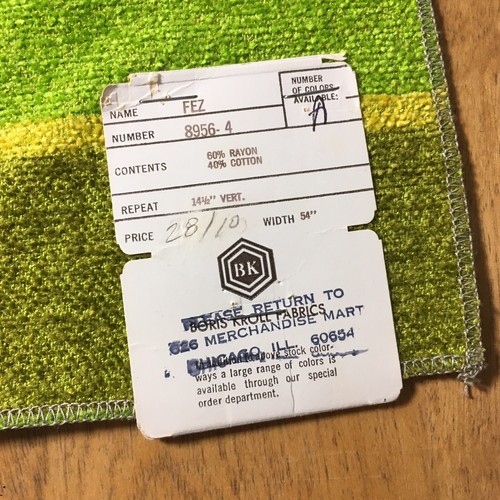 NUMBER
OF COLORS
AVAILABLE:
NAME FEZ
NUMBER 8956-4
CONTENTS 60% RAYON
40% COTTON
REPEAT 14½" VERT.
PRICE 28/10 WIDTH 54"
BK
PLEASE RETURN TO
BORIS KROLL FABRICS
626 MERCHANDISE MART
CHICAGO, ILL. 60654
above stock color-
ways a large range of colors is
available through our special
order department.